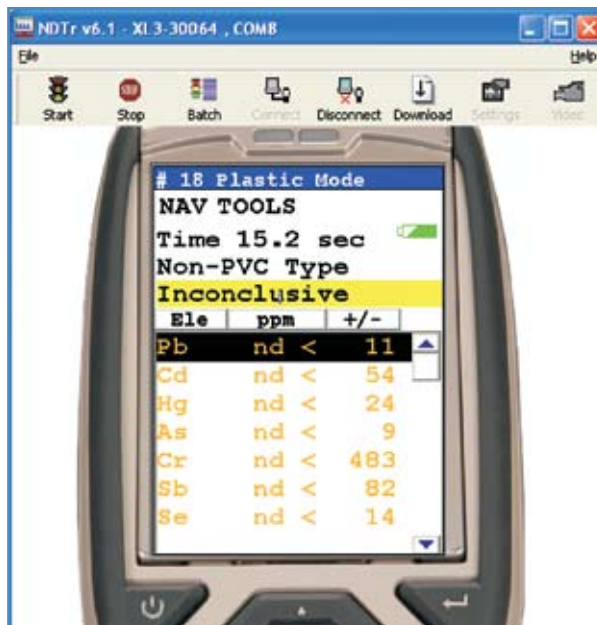 NDTr v6.1 - XL3-30064 , COM8
File Help
Start Stop Batch Connect Disconnect Download Settings Video
# 18 Plastic Mode
NAV TOOLS
Time 15.2 sec
Non-PVC Type
Inconclusive
Ele ppm +/-
Pb nd < 11
Cd nd < 54
Hg nd < 24
As nd < 9
Cr nd < 483
Sb nd < 82
Se nd < 14